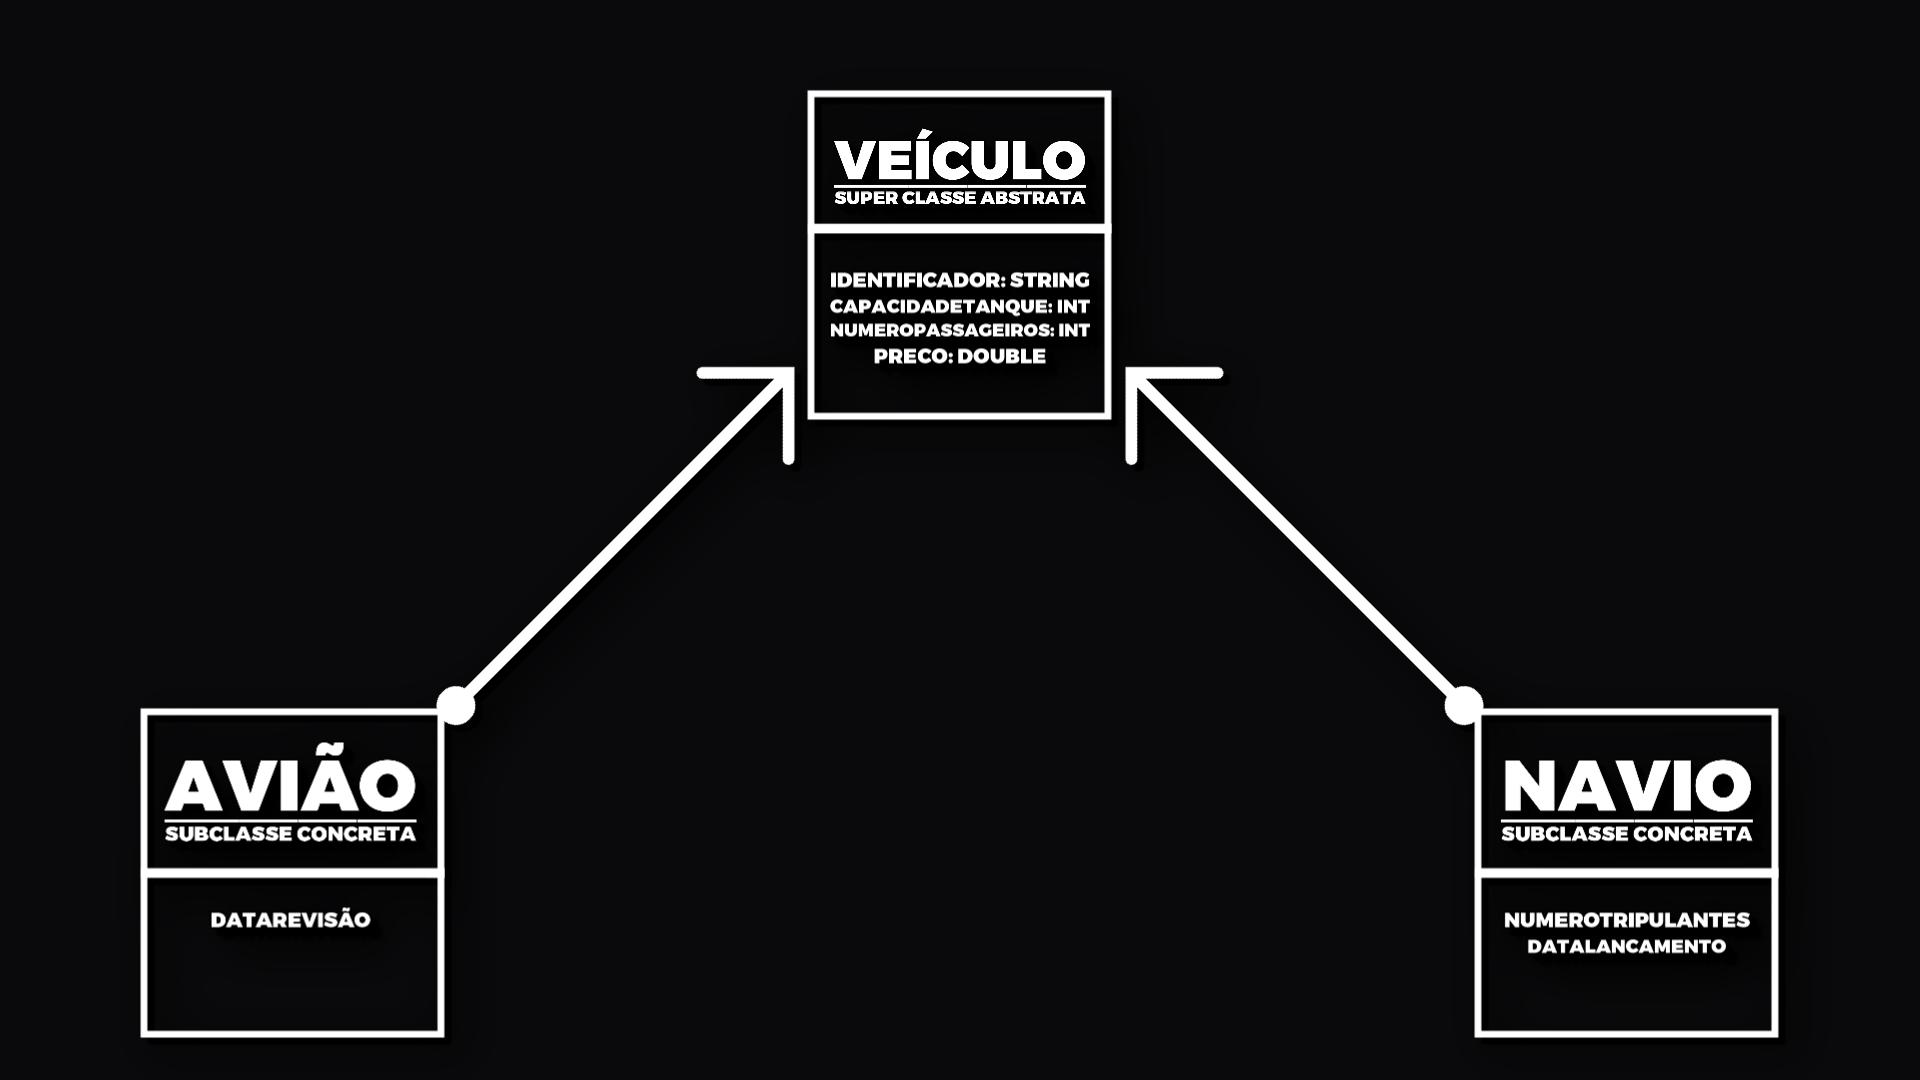 VEÍCULO
SUPER CLASSE ABSTRATA
IDENTIFICADOR: STRING
CAPACIDADETANQUE: INT
NUMEROPASSAGEIROS: INT
PRECO: DOUBLE
AVIÃO
SUBCLASSE CONCRETA
DATAREVISÃO
NAVIO
SUBCLASSE CONCRETA
NUMEROTRIPULANTES
DATALANCAMENTO